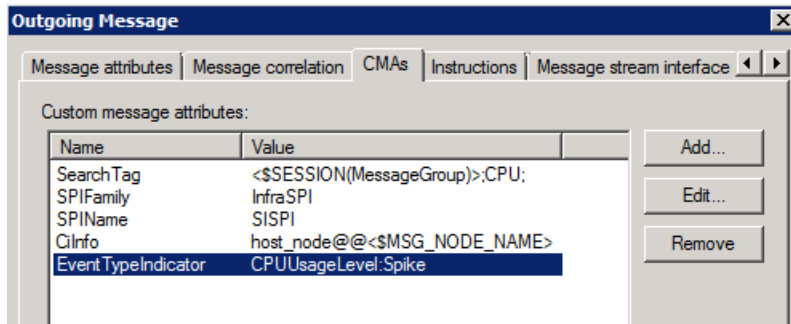 Outgoing Message
Message attributes Message correlation CMAs Instructions Message stream interface
Custom message attributes:
Name Value
Add...
SearchTag <$SESSION(MessageGroup)>;CPU;
SPIFamily InfraSPI
Edit...
SPIName SISPI
CiInfo host_node@@<$MSG_NODE_NAME>
Remove
EventTypeIndicator CPUUsageLevel:Spike